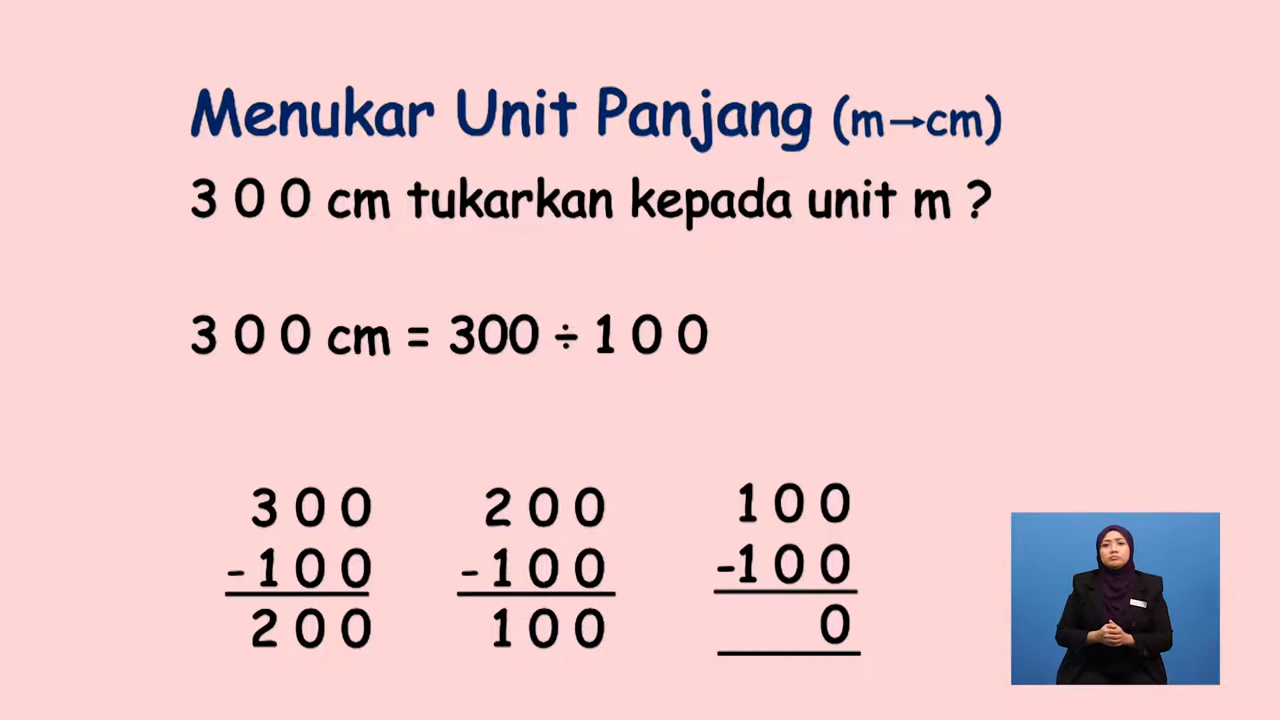 Menukar Unit Panjang (m→cm)
3 0 0 cm tukarkan kepada unit m ?
3 0 0 cm = 300 ÷ 1 0 0
3 0 0
- 1 0 0
2 0 0
2 0 0
- 1 0 0
1 0 0
1 0 0
-1 0 0
0